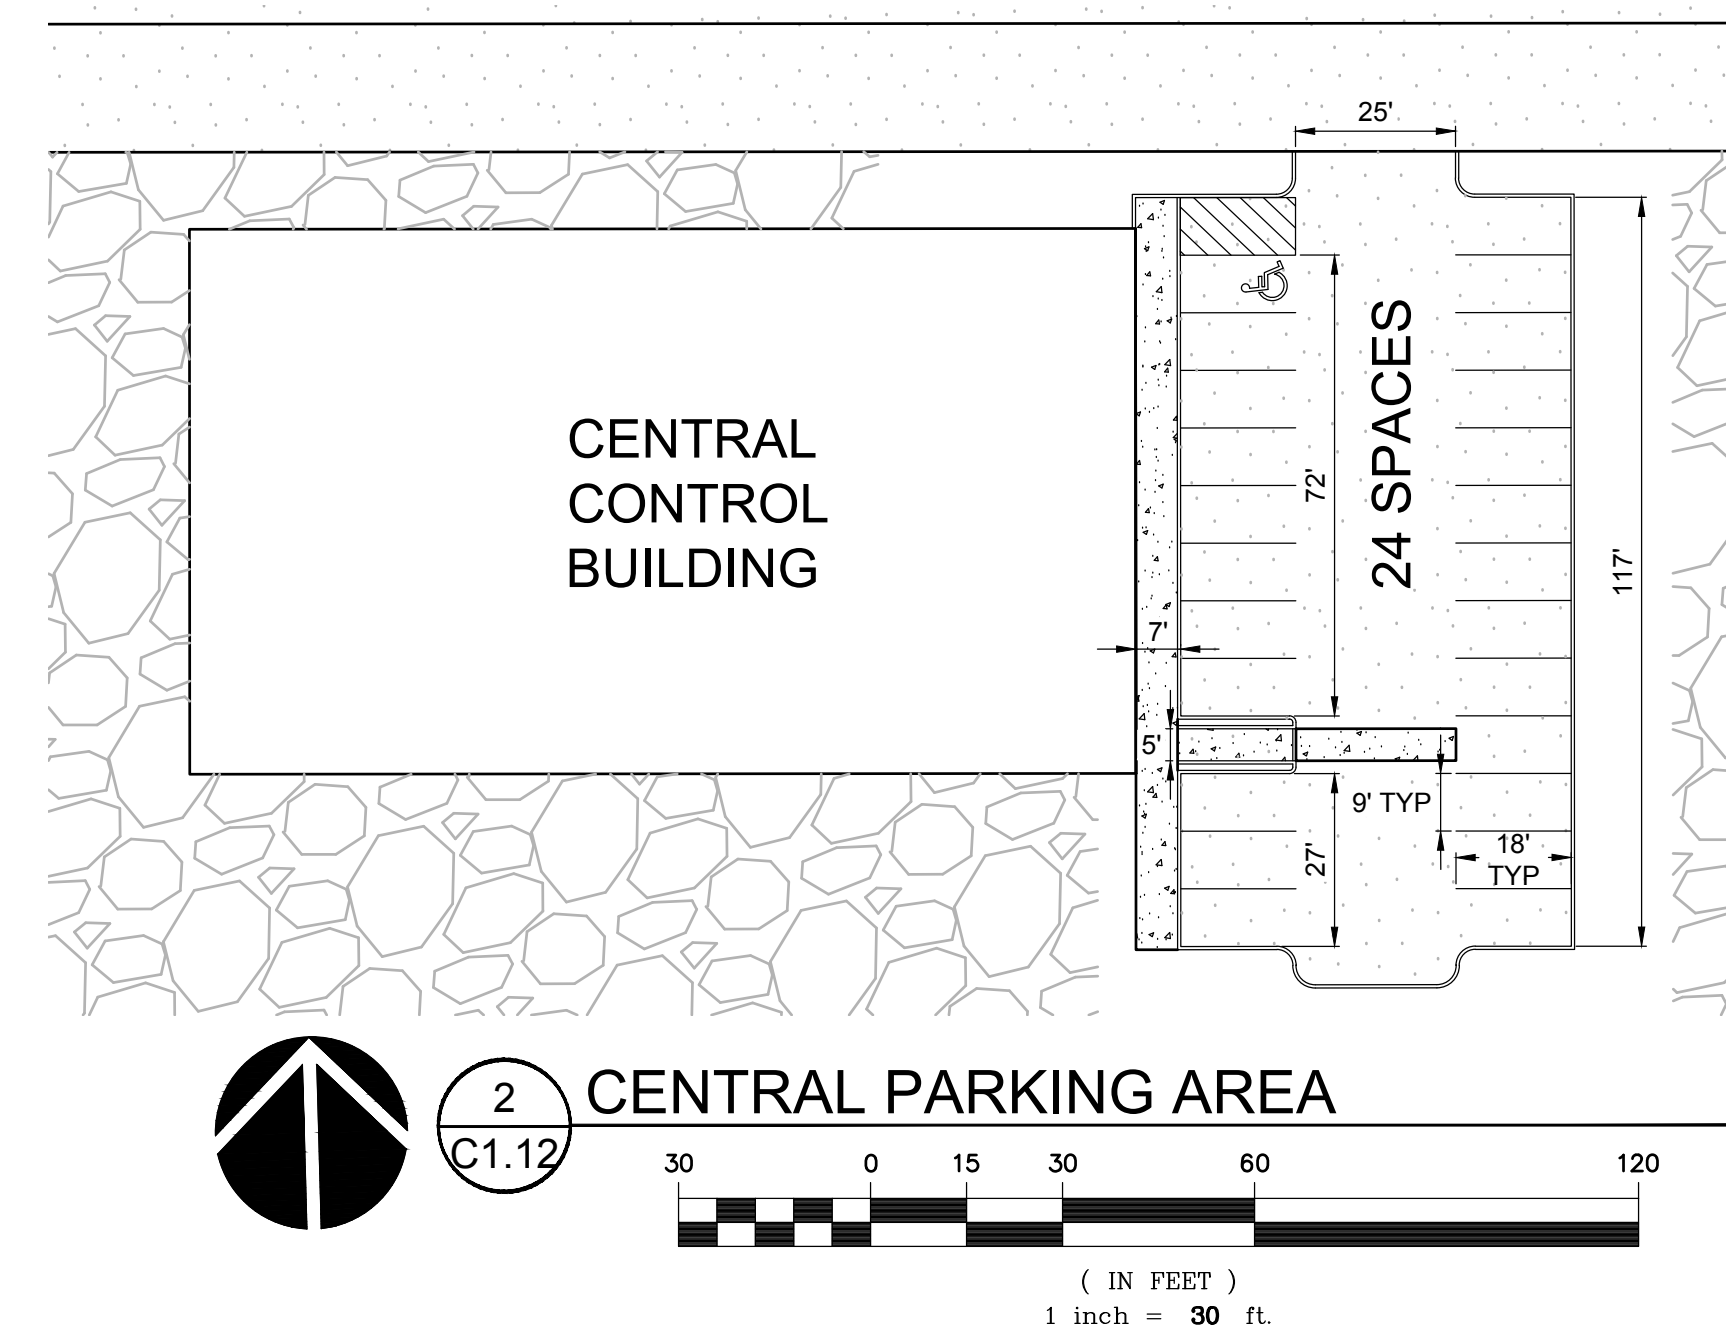 25'
CENTRAL
CONTROL
BUILDING
24 SPACES
72'
117'
7'
5'
9' TYP
27'
18'
TYP
2
C1.12
CENTRAL PARKING AREA
30 0 15 30 60 120
( IN FEET )
1 inch = 30 ft.